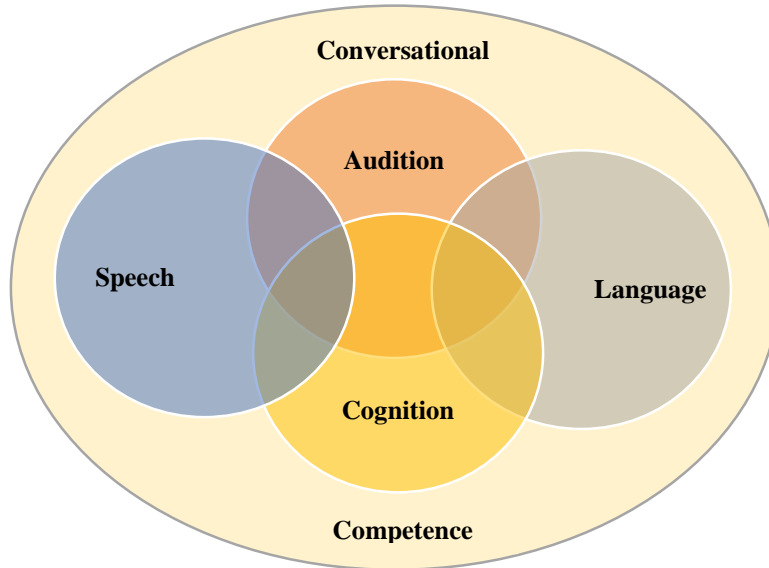 Conversational
Audition
Speech
Language
Cognition
Competence